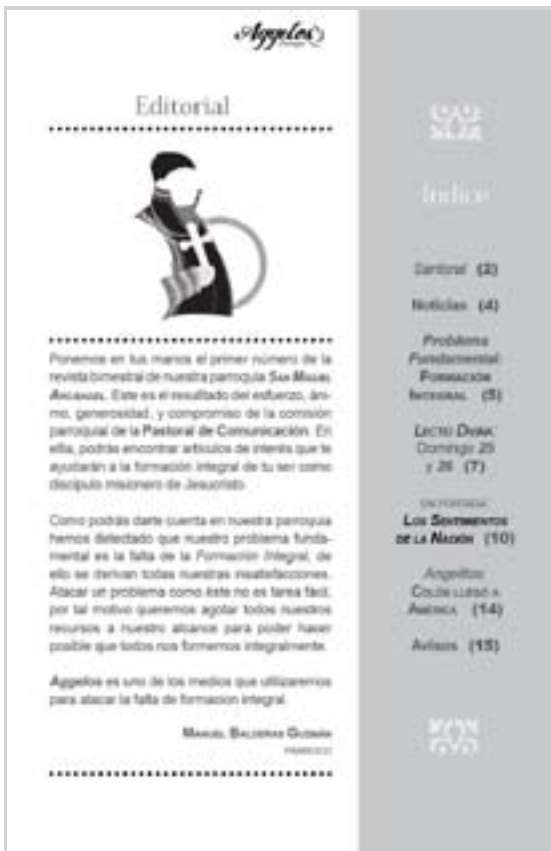 Aggelos
Editorial
Ponemos en tus manos el primer número de la
revista bimestral de nuestra parroquia SAN MIGUEL
ARCÁNGEL. Este es el resultado del esfuerzo, áni-
mo, generosidad, y compromiso de la comisión
parroquial de la Pastoral de Comunicación. En
ella, podrás encontrar artículos de interés que te
ayudarán a la formación integral de tu ser como
discípulo misionero de Jesucristo.
Como podrás darte cuenta en nuestra parroquia
hemos detectado que nuestro problema funda-
mental es la falta de la Formación Integral, de
ello se derivan todas nuestras insatisfacciones.
Atacar un problema como éste no es tarea fácil,
por tal motivo queremos agotar todos nuestros
recursos a nuestro alcance para poder hacer
posible que todos nos formemos integralmente.
Aggelos es uno de los medios que utilizaremos
para atacar la falta de formacion integral.
MANUEL BALDERAS GUZMÁN
PÁRROCO
Indice
Santoral (2)
Noticias (4)
Problema
Fundamental:
FORMACIÓN
INTEGRAL (5)
LECTIO DIVINA:
Domingo 25
y 26 (7)
EN PORTADA:
LOS SENTIMIENTOS
DE LA NACIÓN (10)
Angelitos:
COLÓN LLEGÓ A
AMÉRICA (14)
Avisos (15)